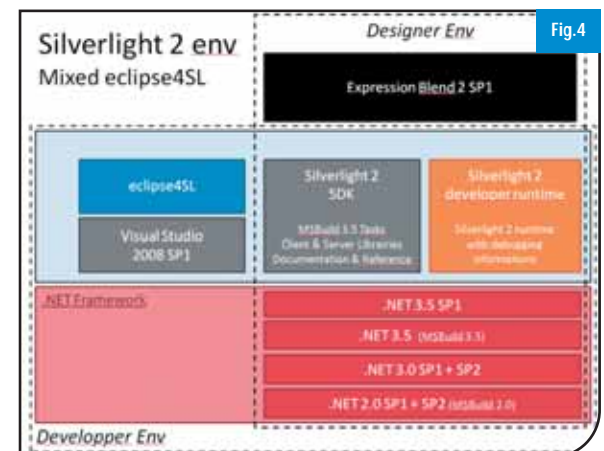 Silverlight 2 env
Mixed eclipse4SL
Designer Env
Fig.4
Expression Blend 2 SP1
eclipse4SL
Visual Studio
2008 SP1
Silverlight 2
SDK
MSBuild 3.5 Tasks
Client & Server Libraries
Documentation & Reference
Silverlight 2
developer runtime
Silverlight 2 runtime
with debugging
informations
.NET Framework
.NET 3.5 SP1
.NET 3.5 (MSBuild 3.5)
.NET 3.0 SP1 + SP2
.NET 2.0 SP1 + SP2 (MSBuild 2.0)
Developper Env